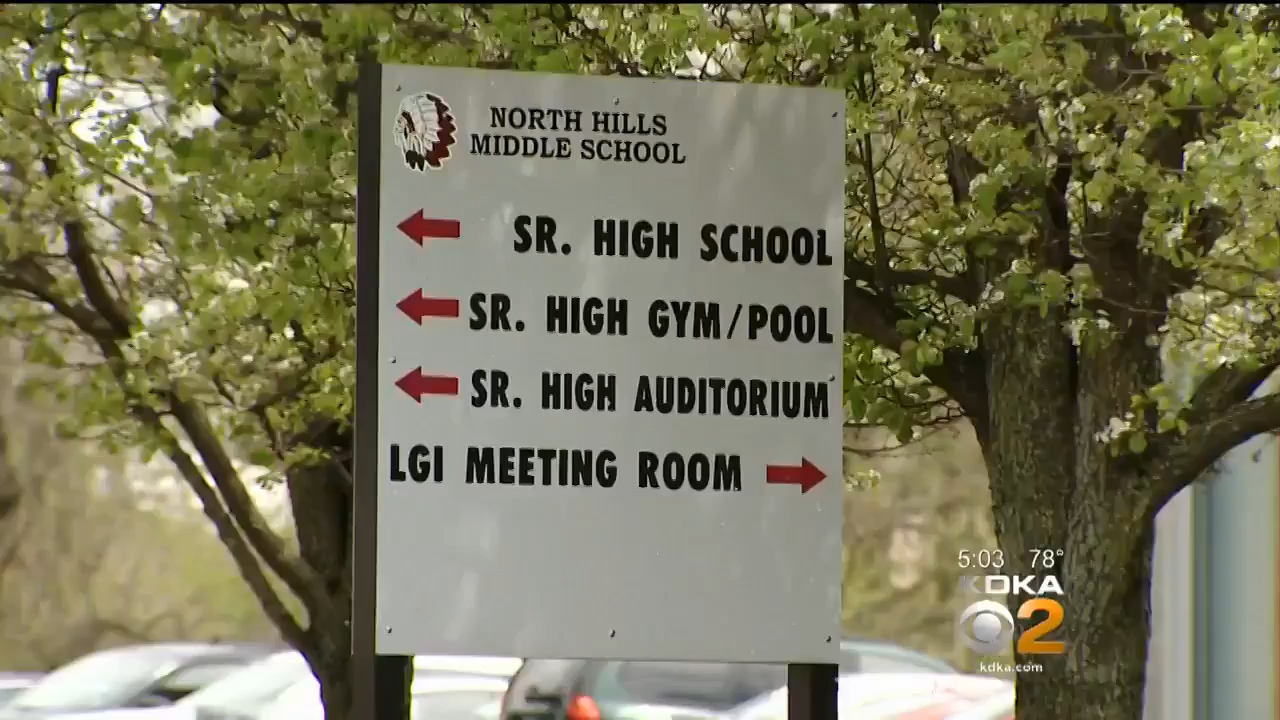 NORTH HILLS
MIDDLE SCHOOL
SR. HIGH SCHOOL
SR. HIGH GYM/POOL
SR. HIGH AUDITORIUM
LGI MEETING ROOM
5:03 78°
KDKA
2
kdka.com